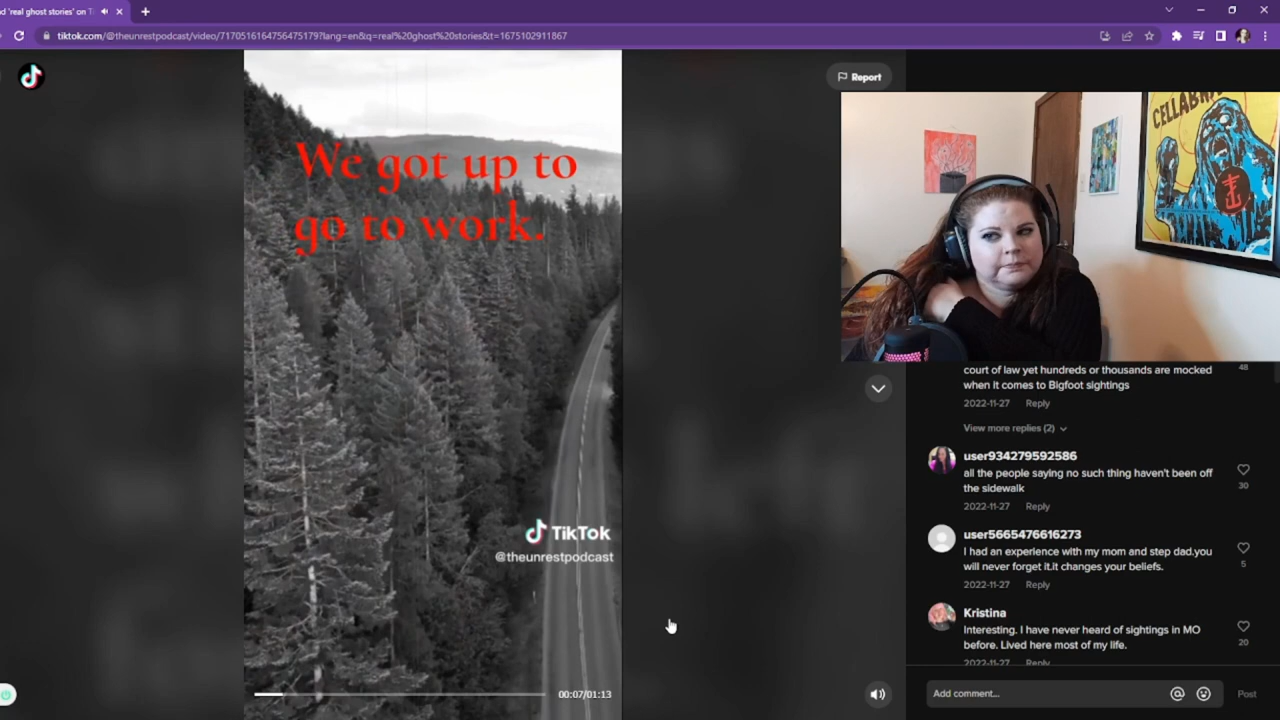 d 'real ghost stories' on T
tiktok.com/@theunrestpodcast/video/7170516164756475179?lang=en&q=real%20ghost%20stories&t=1675102911867
Report
We got up to
go to work.
CELLABRA
TikTok
@theunrestpodcast
00:07/01:13
court of law yet hundreds or thousands are mocked
when it comes to Bigfoot sightings
48
2022-11-27 Reply
View more replies (2)
user934279592586
all the people saying no such thing haven't been off
the sidewalk
30
2022-11-27 Reply
user5665476616273
I had an experience with my mom and step dad.you
will never forget it.it changes your beliefs.
5
2022-11-27 Reply
Kristina
Interesting. I have never heard of sightings in MO
before. Lived here most of my life.
20
2022-11-27 Reply
Add comment...
Post